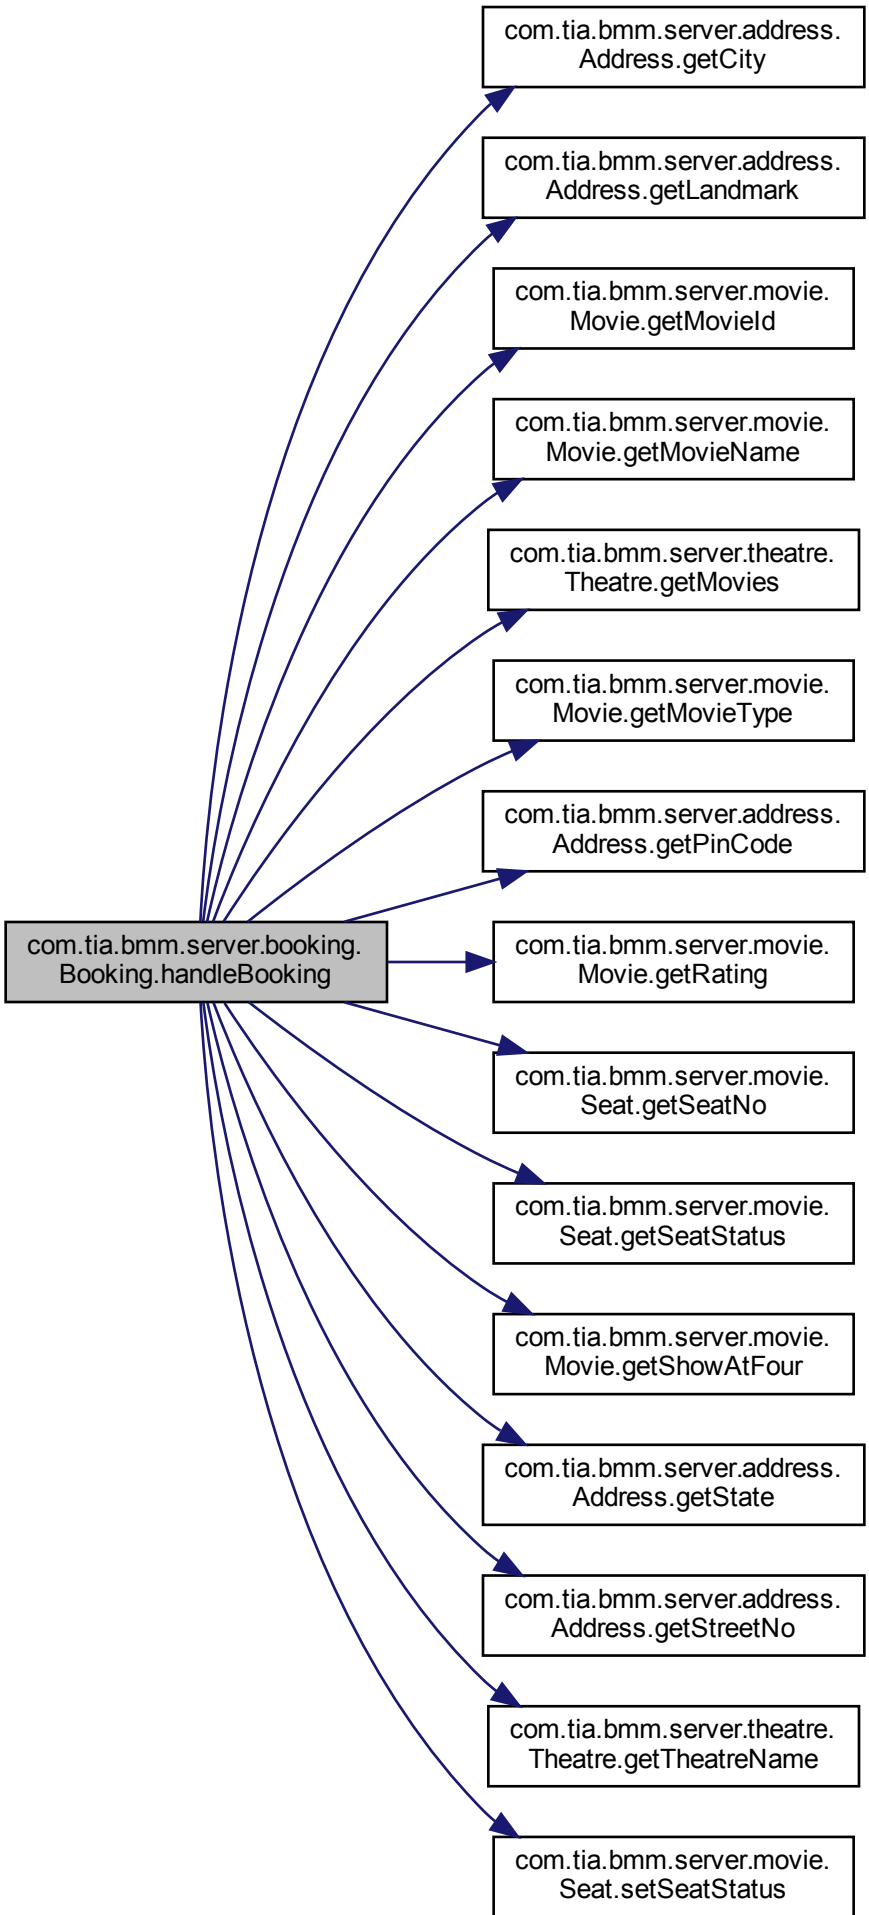 com.tia.bmm.server.address.
Address.getCity
com.tia.bmm.server.address.
Address.getLandmark
com.tia.bmm.server.movie.
Movie.getMovieId
com.tia.bmm.server.movie.
Movie.getMovieName
com.tia.bmm.server.theatre.
Theatre.getMovies
com.tia.bmm.server.movie.
Movie.getMovieType
com.tia.bmm.server.address.
Address.getPinCode
com.tia.bmm.server.booking.
Booking.handleBooking
com.tia.bmm.server.movie.
Movie.getRating
com.tia.bmm.server.movie.
Seat.getSeatNo
com.tia.bmm.server.movie.
Seat.getSeatStatus
com.tia.bmm.server.movie.
Movie.getShowAtFour
com.tia.bmm.server.address.
Address.getState
com.tia.bmm.server.address.
Address.getStreetNo
com.tia.bmm.server.theatre.
Theatre.getTheatreName
com.tia.bmm.server.movie.
Seat.setSeatStatus